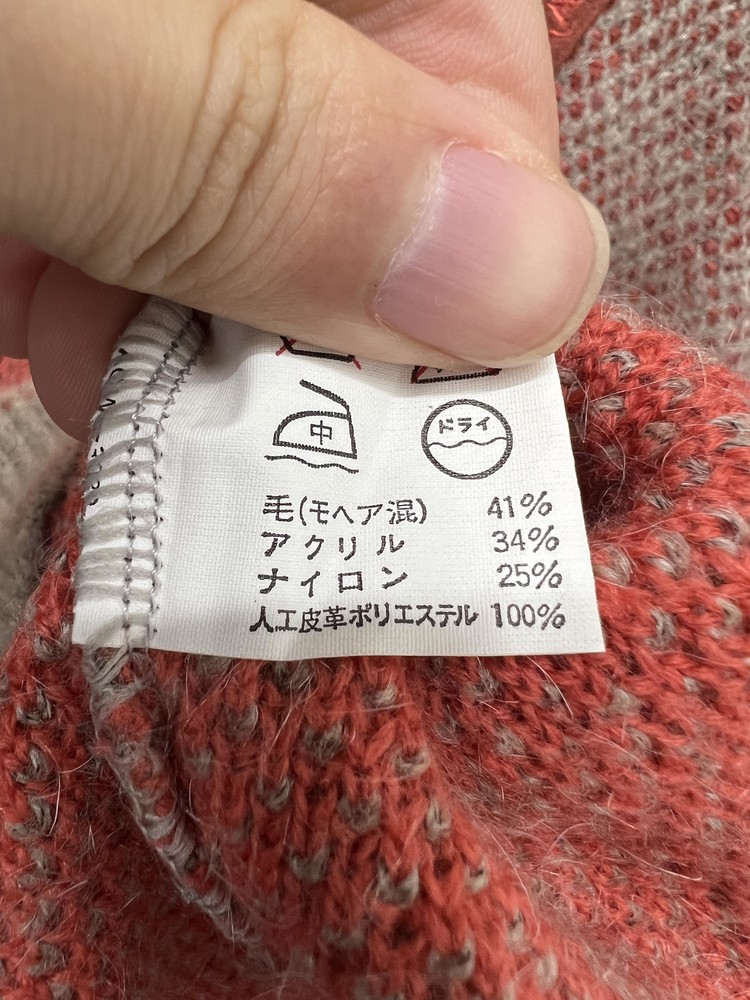 中 ドライ
毛(モヘア混) 41%
アクリル 34%
ナイロン 25%
人工皮革ポリエステル 100%